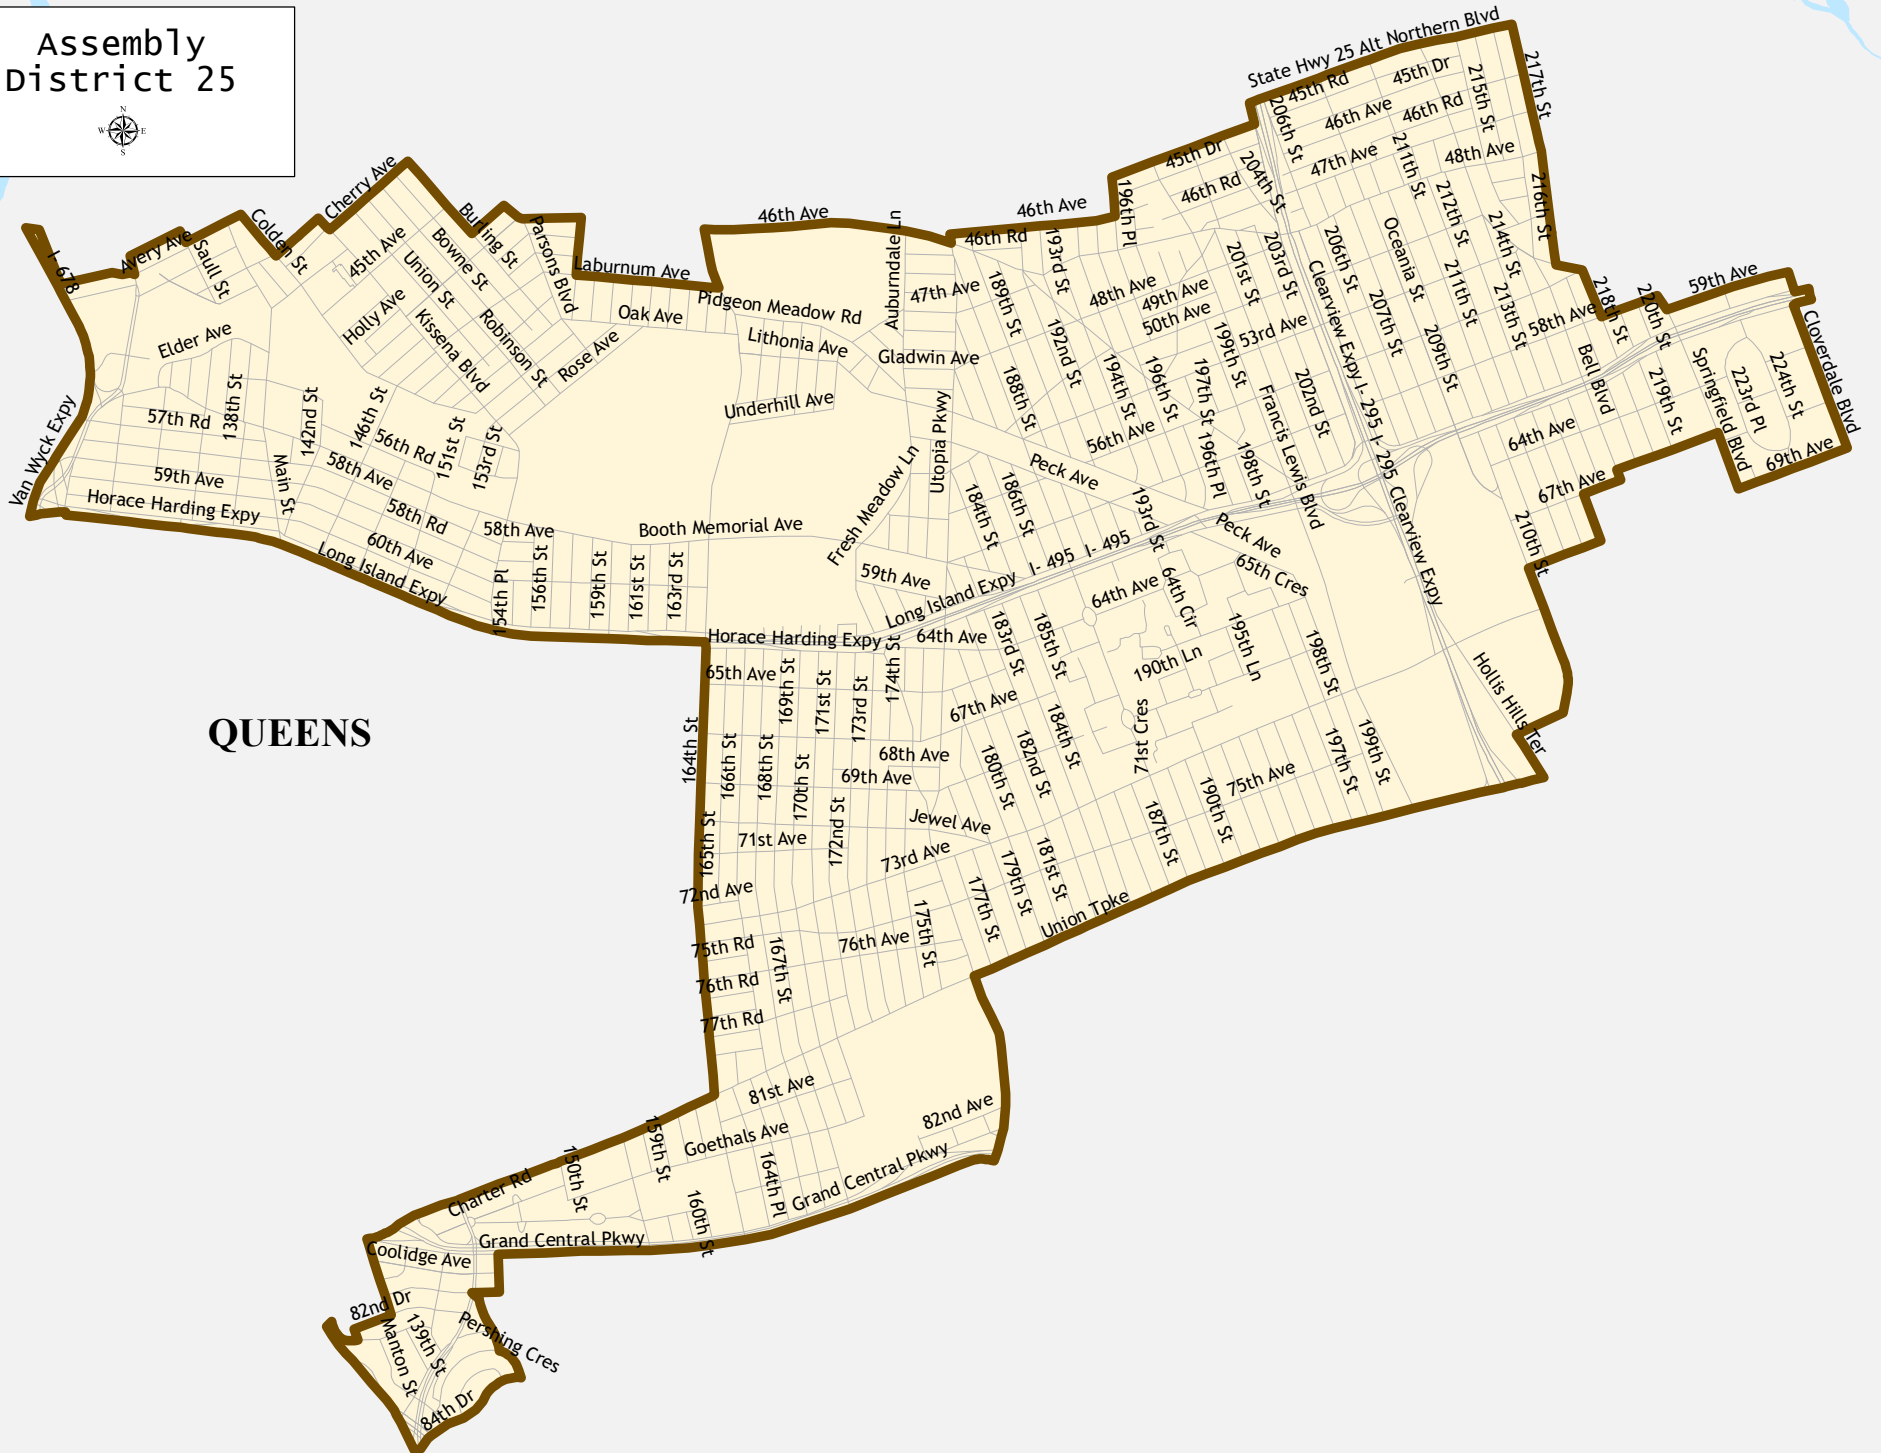 Assembly
District 25
N
W
E
S
State Hwy 25 Alt Northern Blvd
45th Rd
45th Dr
215th St
217th St
206th St
46th Ave
46th Rd
47th Ave
211th St
48th Ave
45th Dr
204th St
46th Rd
212th St
216th St
Cherry Ave
46th Ave
46th Ave
196th Pl
Burling St
Parsons Blvd
Colden St
Avery Ave
Saull St
I- 678
45th Ave
Bowne St
Union St
Laburnum Ave
Auburndale Ln
46th Rd
193rd St
201st St
203rd St
206th St
Oceania St
214th St
Clearview Expy I- 295 I- 295 Clearview Expy
207th St
211th St
213th St
58th Ave
218th St
220th St
59th Ave
Cloverdale Blvd
Pidgeon Meadow Rd
Oak Ave
47th Ave
189th St
48th Ave
49th Ave
50th Ave
53rd Ave
199th St
209th St
Holly Ave
Kissena Blvd
Robinson St
Rose Ave
Elder Ave
Lithonia Ave
Gladwin Ave
192nd St
194th St
196th St
197th St
202nd St
Francis Lewis Blvd
Bell Blvd
219th St
Springfield Blvd
223rd Pl
224th St
Underhill Ave
Utopia Pkwy
188th St
56th Ave
64th Ave
69th Ave
67th Ave
138th St
142nd St
146th St
57th Rd
56th Rd
151st St
153rd St
Van Wyck Expy
59th Ave
Main St
58th Ave
Horace Harding Expy
58th Rd
58th Ave
Booth Memorial Ave
Fresh Meadow Ln
184th St
186th St
Peck Ave
193rd St
196th Pl
198th St
Peck Ave
65th Cres
210th St
60th Ave
Long Island Expy
154th Pl
156th St
159th St
161st St
163rd St
59th Ave
Long Island Expy
I- 495
I- 495
64th Ave
64th Cir
Horace Harding Expy
64th Ave
174th St
183rd St
185th St
190th Ln
195th Ln
198th St
Hollis Hills Ter
65th Ave
169th St
171st St
173rd St
67th Ave
184th St
71st Cres
QUEENS
164th St
166th St
168th St
170th St
68th Ave
69th Ave
180th St
182nd St
75th Ave
197th St
199th St
165th St
71st Ave
172nd St
Jewel Ave
73rd Ave
187th St
190th St
72nd Ave
175th St
177th St
179th St
181st St
Union Tpke
75th Rd
167th St
76th Ave
76th Rd
77th Rd
81st Ave
82nd Ave
Goethals Ave
159th St
150th St
164th Pl
Grand Central Pkwy
Charter Rd
160th St
Grand Central Pkwy
Coolidge Ave
82nd Dr
139th St
Manton St
Pershing Cres
84th Dr